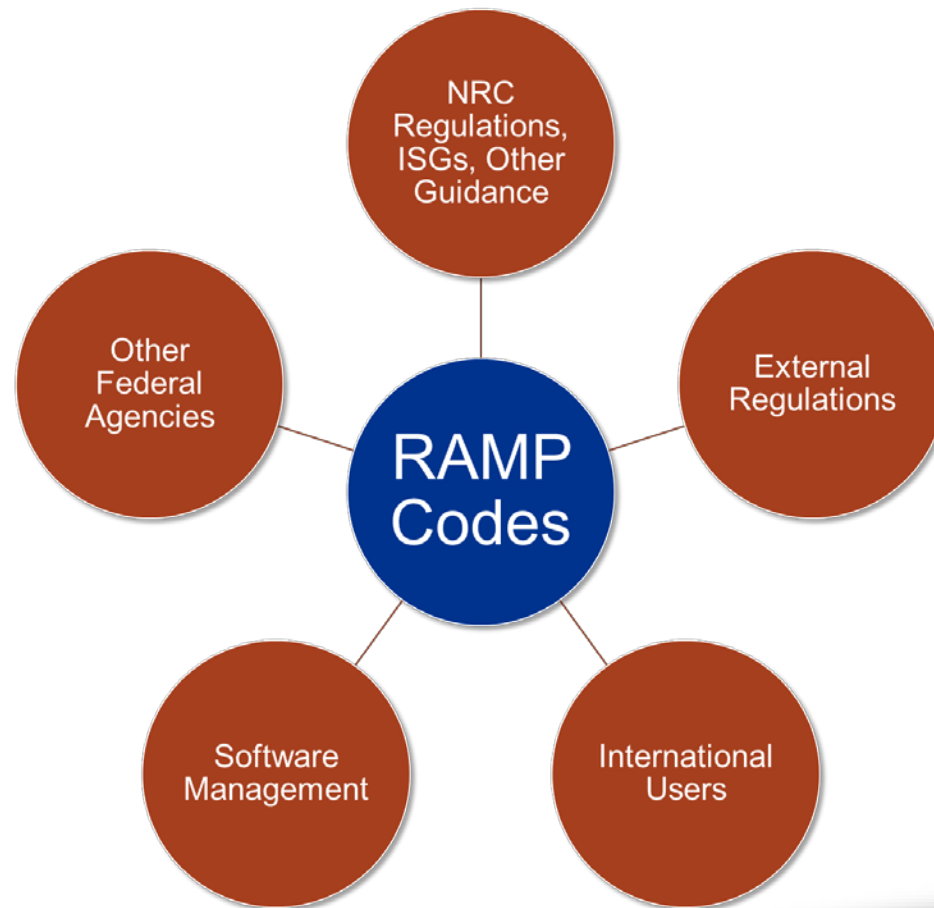 NRC
Regulations,
ISGs, Other
Guidance
Other
Federal
Agencies
External
Regulations
RAMP
Codes
Software
Management
International
Users